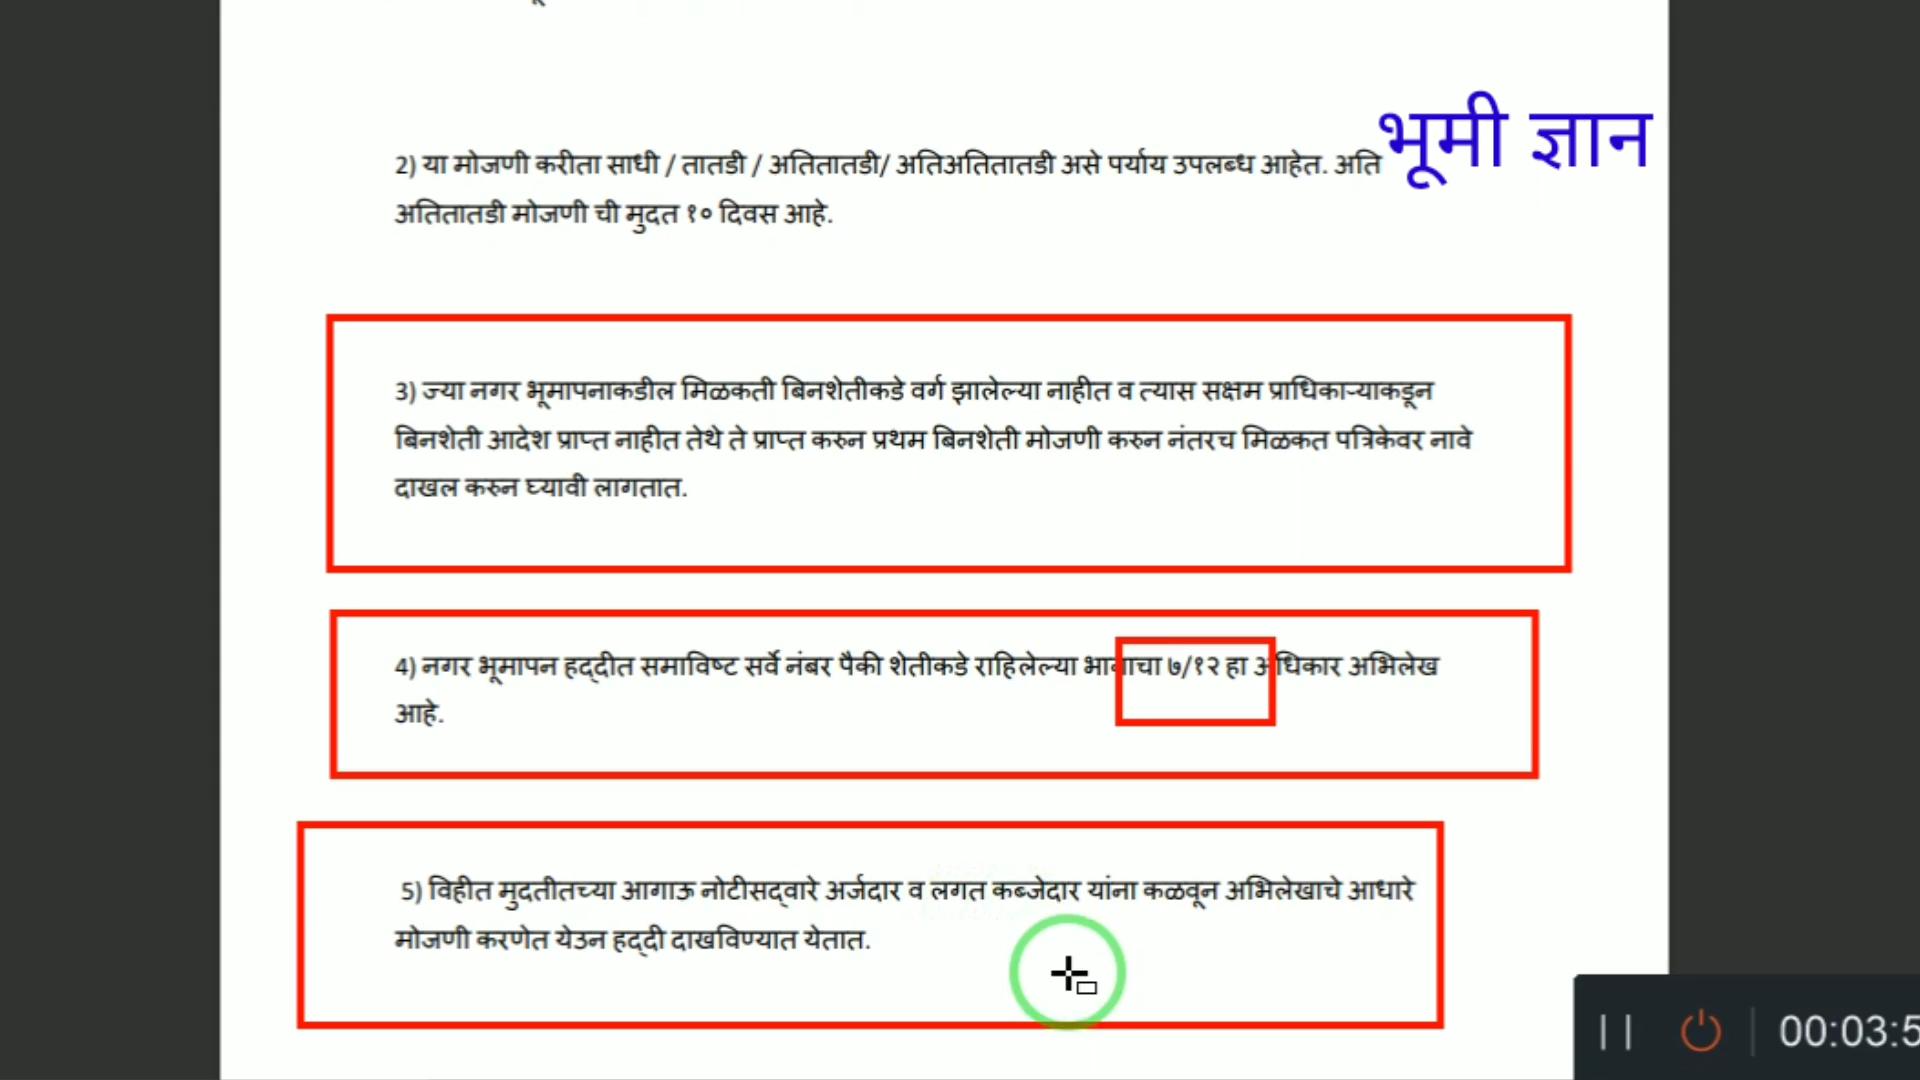 भूमी ज्ञान
2) या मोजणी करीता साधी / तातडी / अतितातडी/ अतिअतितातडी असे पर्याय उपलब्ध आहेत. अति
अतितातडी मोजणी ची मुदत १० दिवस आहे.
3) ज्या नगर भूमापनाकडील मिळकती बिनशेतीकडे वर्ग झालेल्या नाहीत व त्यास सक्षम प्राधिकाऱ्याकडून
बिनशेती आदेश प्राप्त नाहीत तेथे ते प्राप्त करुन प्रथम बिनशेती मोजणी करुन नंतरच मिळकत पत्रिकेवर नावे
दाखल करुन घ्यावी लागतात.
4) नगर भूमापन हद्दीत समाविष्ट सर्वे नंबर पैकी शेतीकडे राहिलेल्या भागाचा ७/१२ हा अधिकार अभिलेख
आहे.
5) विहीत मुदतीतच्या आगाऊ नोटीसद्वारे अर्जदार व लगत कब्जेदार यांना कळवून अभिलेखाचे आधारे
मोजणी करणेत येउन हद्दी दाखविण्यात येतात.
00:03:5